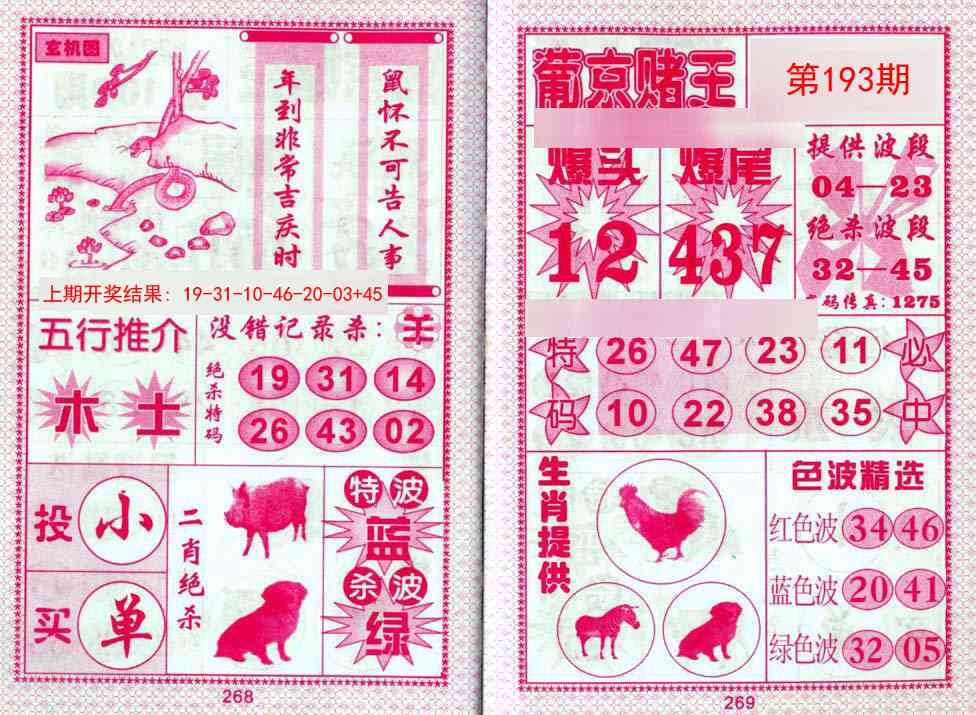 玄机图
年到非常吉庆时
鼠怀不可告人事
上期开奖结果：19-31-10-46-20-03+45
五行推介
木 土
没错记录杀：羊
绝杀特码
19 31 14
26 43 02
投 小
买 单
二肖绝杀
特波
蓝
杀波
绿
268
葡京赌王
第193期
爆头 爆尾
12 437
提供波段
04—23
绝杀波段
32—45
码传真：1275
特码
26 47 23 11
10 22 38 35
必中
生肖提供
色波精选
红色波 34 46
蓝色波 20 41
绿色波 32 05
269